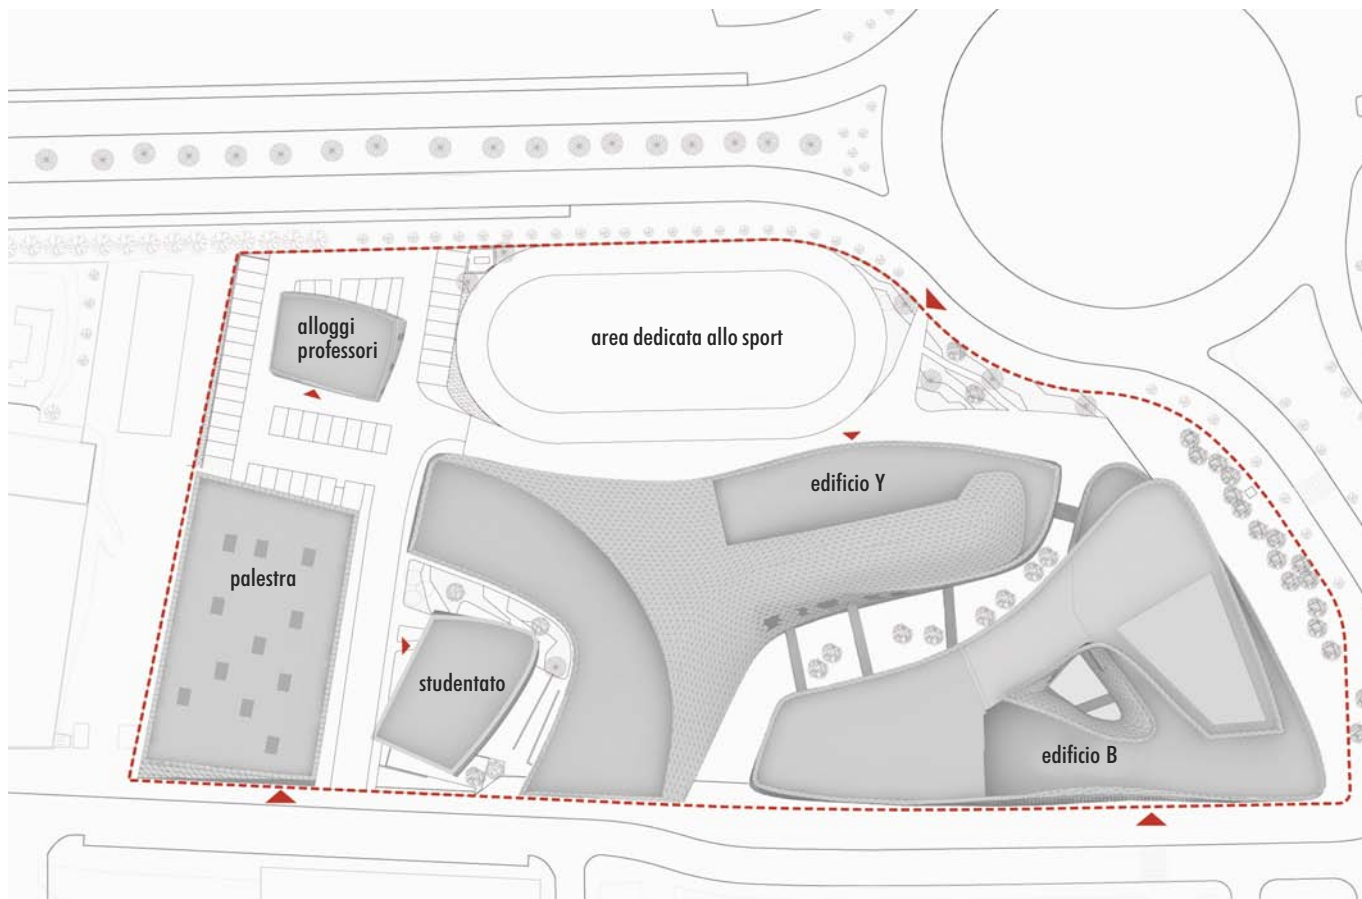 alloggi
professori
area dedicata allo sport
edificio Y
palestra
studentato
edificio B